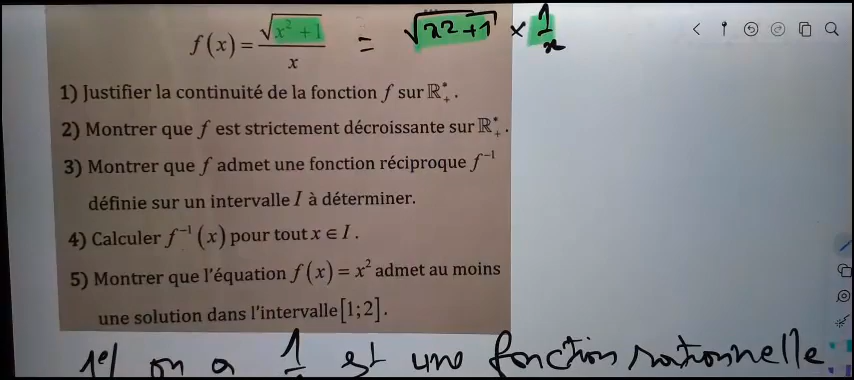 f(x) = √(x² + 1) / x = √(x² + 1) × 1/x
1) Justifier la continuité de la fonction f sur ℝ*₊.
2) Montrer que f est strictement décroissante sur ℝ*₊.
3) Montrer que f admet une fonction réciproque f⁻¹
définie sur un intervalle I à déterminer.
4) Calculer f⁻¹(x) pour tout x ∈ I.
5) Montrer que l'équation f(x) = x² admet au moins
une solution dans l'intervalle [1;2].
1e/ on a 1/ est une fonction rationnelle